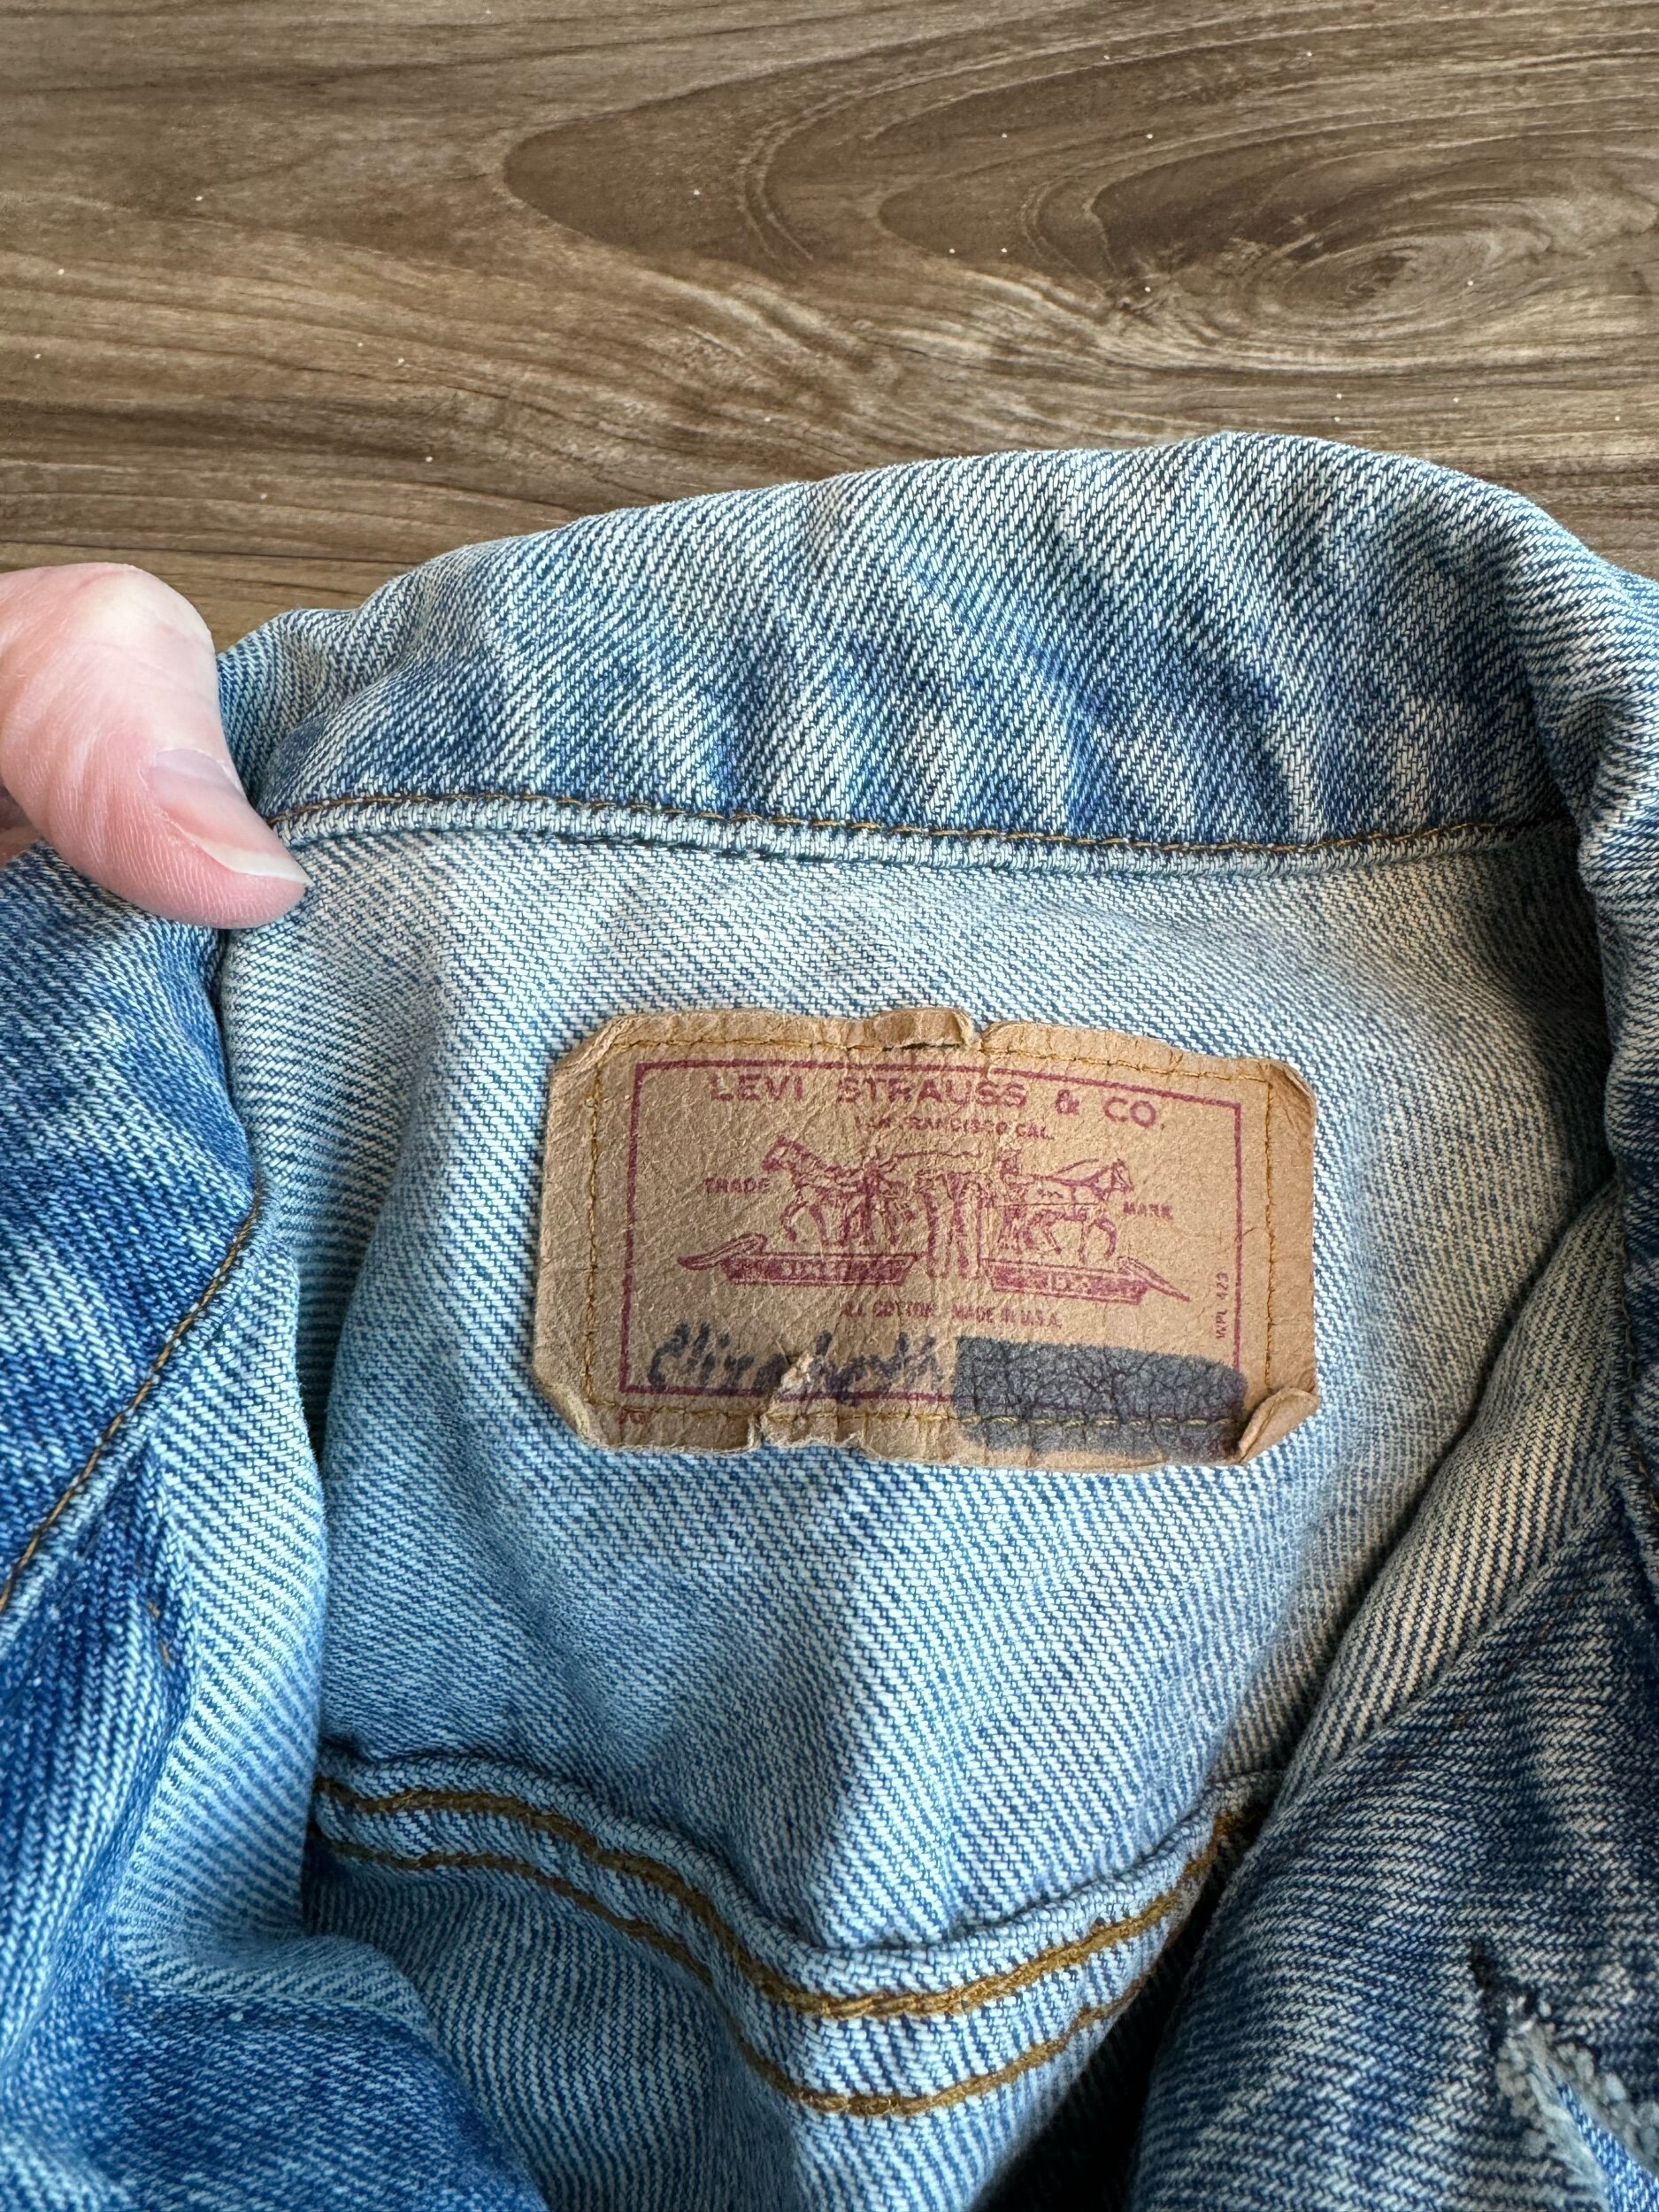 LEVI STRAUSS & CO.
SAN FRANCISCO CAL.
TRADE MARK
ALL COTTON MADE IN U.S.A.
WPL 423
Elizabeth